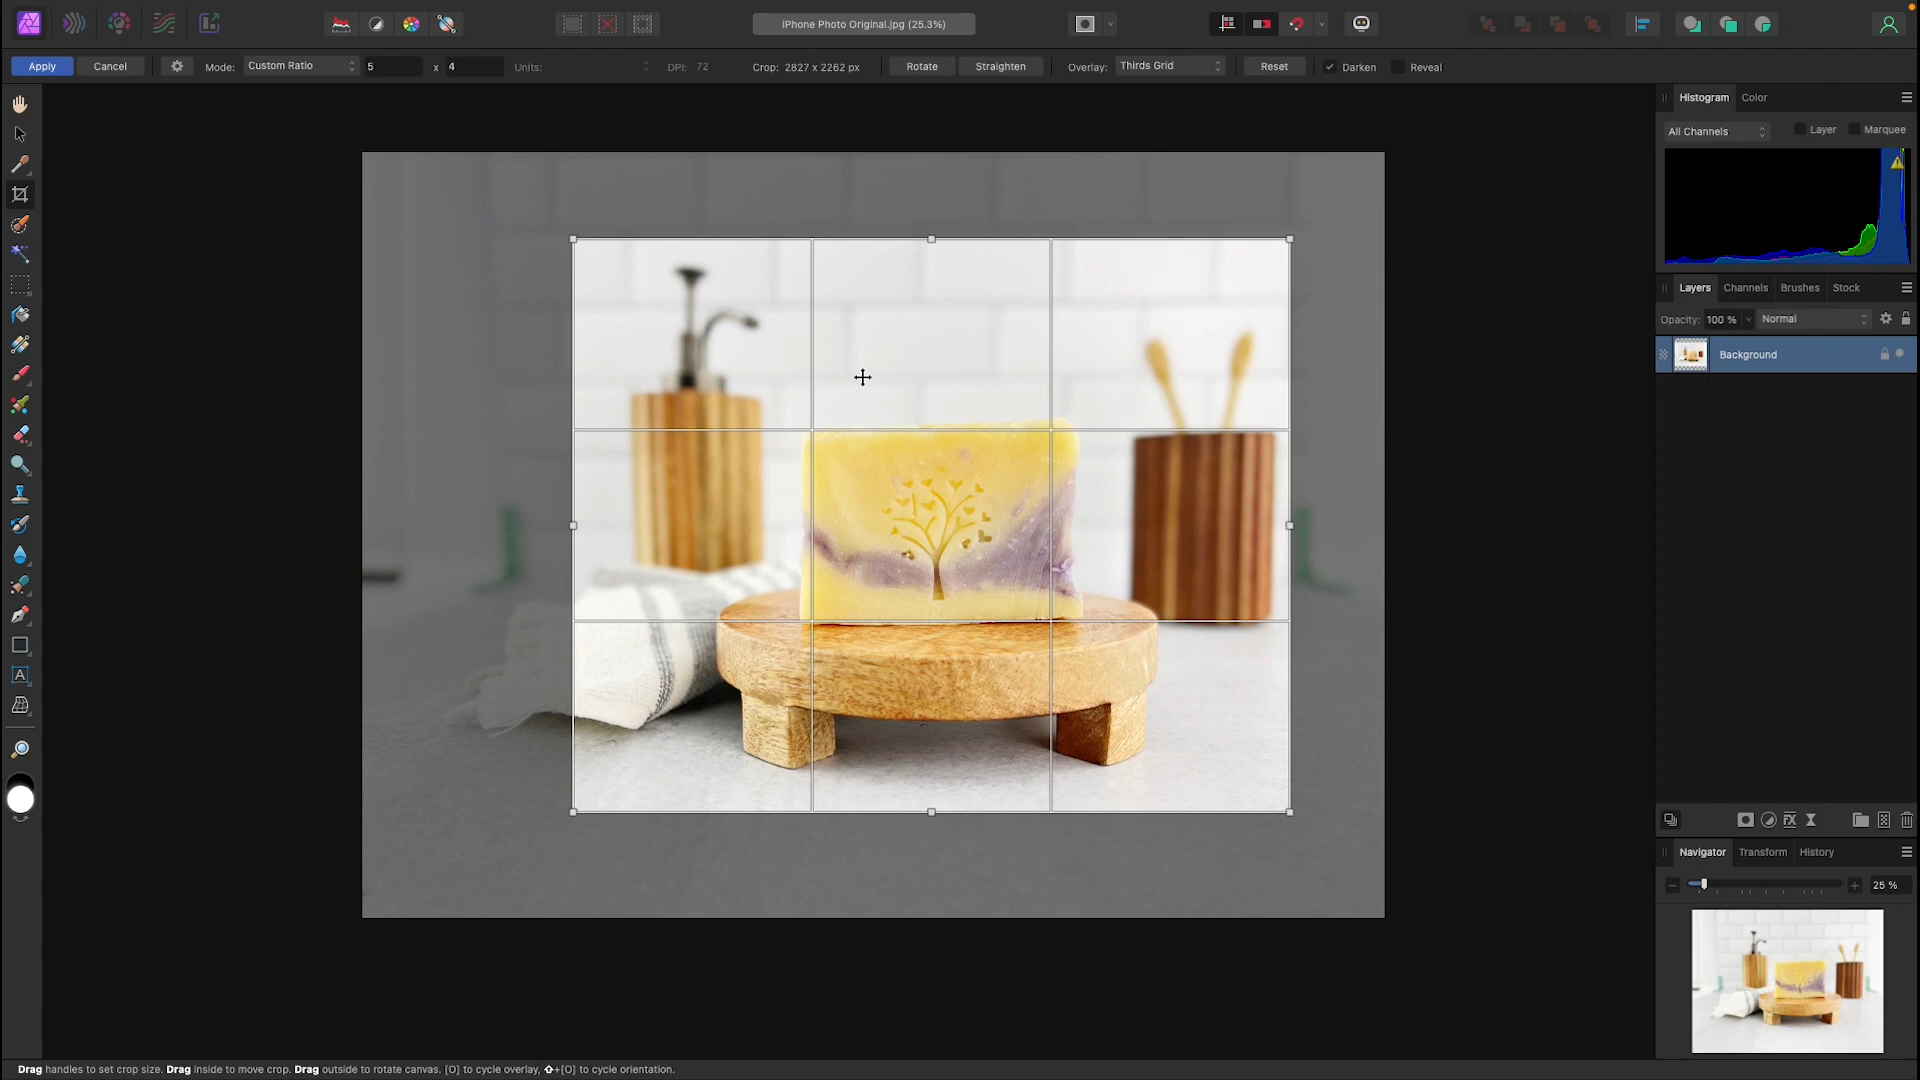 iPhone Photo Original.jpg (25.3%)
Apply Cancel Mode: Custom Ratio 5 x 4 Units: DPI: 72 Crop: 2827 x 2262 px Rotate Straighten Overlay: Thirds Grid Reset Darken Reveal
Histogram Color
All Channels Layer Marquee
Layers Channels Brushes Stock
Opacity: 100 % Normal
Background
Navigator Transform History
25 %
Drag handles to set crop size. Drag inside to move crop. Drag outside to rotate canvas. [O] to cycle overlay, ⇧+[O] to cycle orientation.